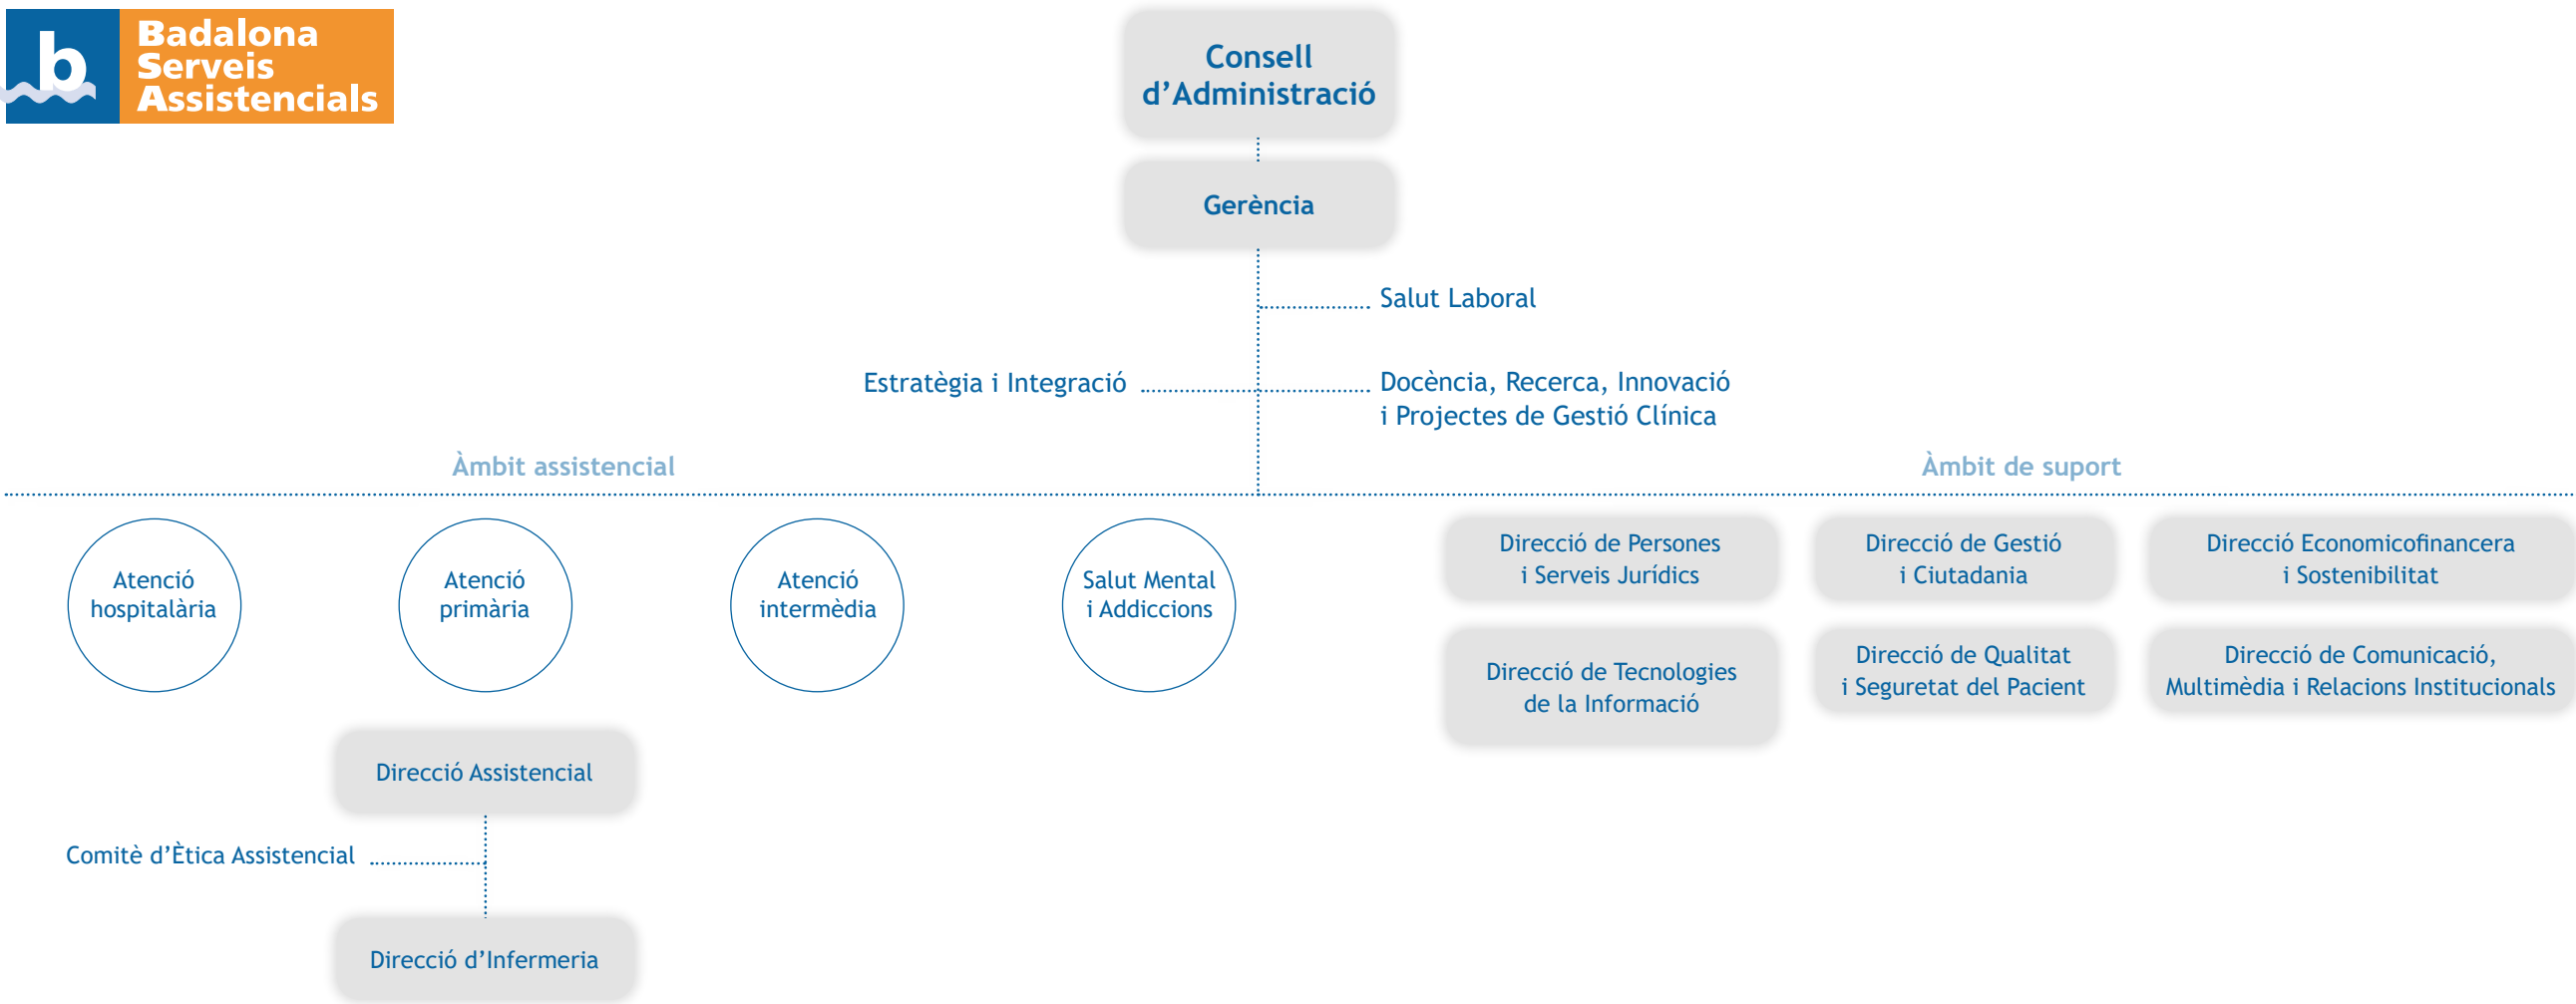 b
Badalona
Serveis
Assistencials
Consell
d’Administració
Gerència
Salut Laboral
Estratègia i Integració
Docència, Recerca, Innovació
i Projectes de Gestió Clínica
Àmbit assistencial
Àmbit de suport
Atenció
hospitalària
Atenció
primària
Atenció
intermèdia
Salut Mental
i Addiccions
Direcció de Persones
i Serveis Jurídics
Direcció de Gestió
i Ciutadania
Direcció Economicofinancera
i Sostenibilitat
Direcció de Tecnologies
de la Informació
Direcció de Qualitat
i Seguretat del Pacient
Direcció de Comunicació,
Multimèdia i Relacions Institucionals
Direcció Assistencial
Comitè d’Ètica Assistencial
Direcció d’Infermeria